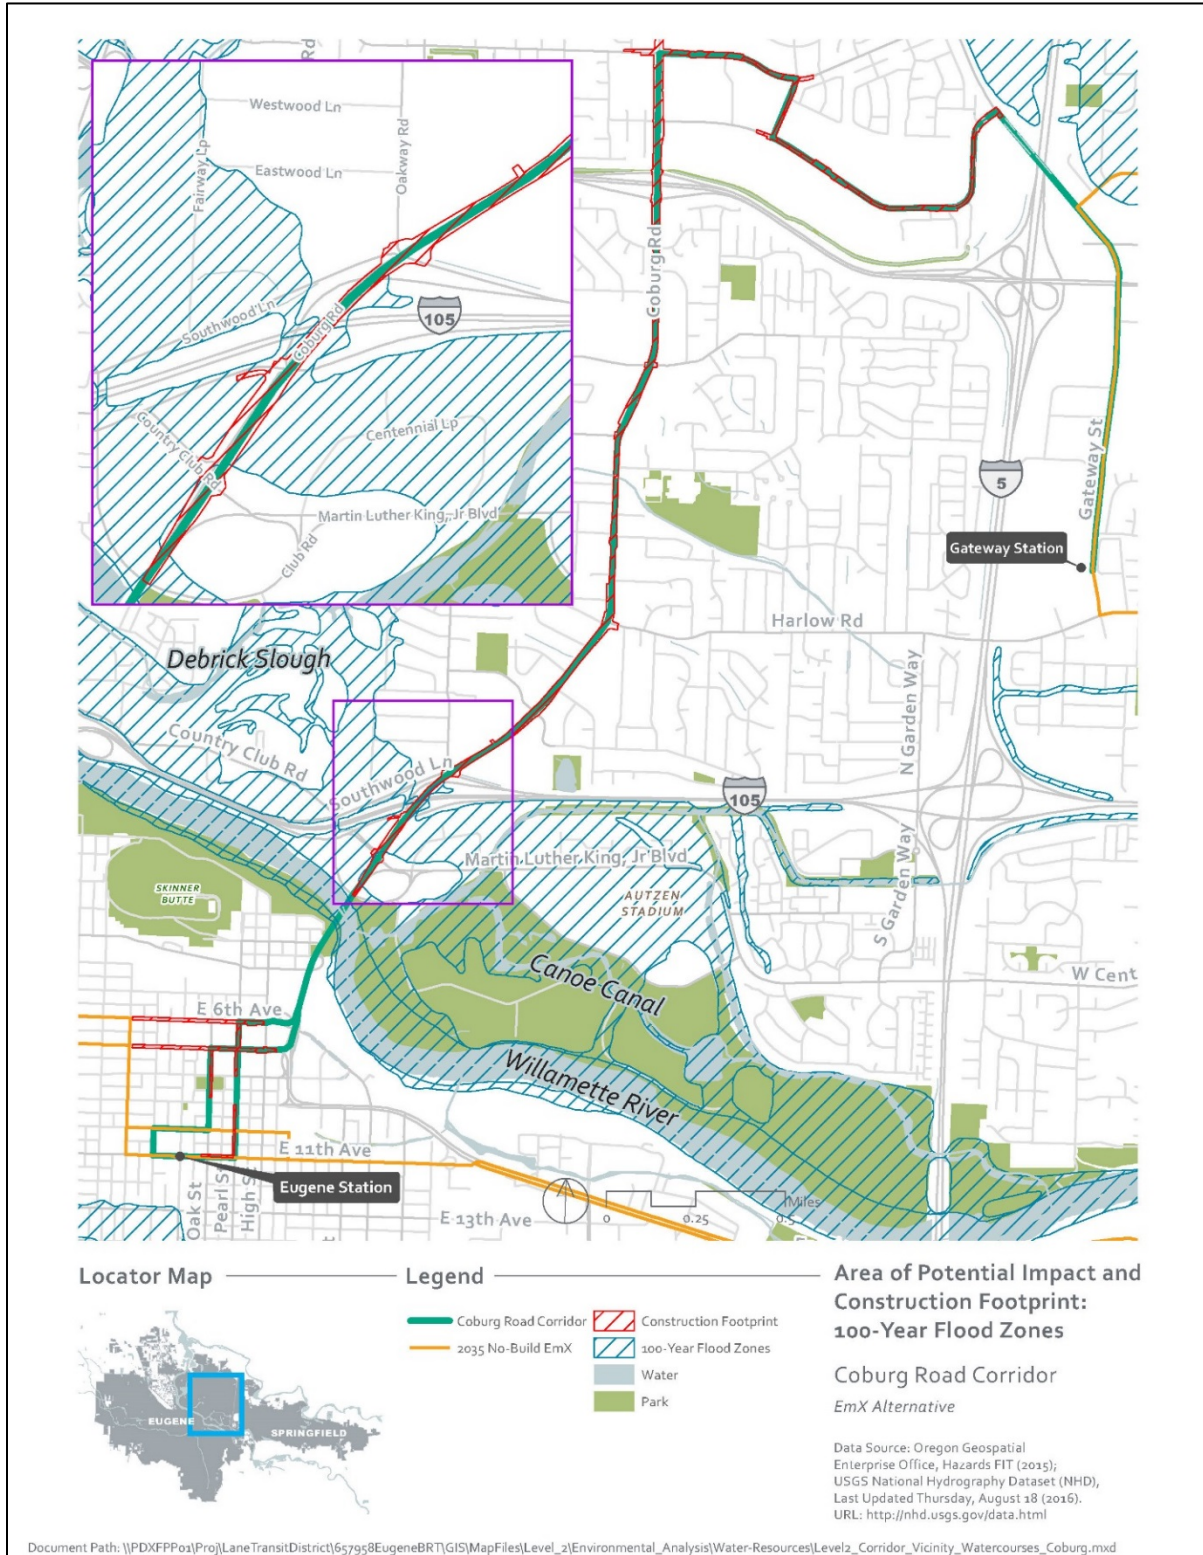 Westwood Ln
Eastwood Ln
Fairway Lp
Oakway Rd
Rd
Southwood Ln
Coburg Rd
105
Country Club Rd
Centennial Lp
Martin Luther King, Jr Blvd
Club Rd
Coburg Rd
5
Gateway St
Gateway Station
Harlow Rd
Debrick Slough
N Garden Way
Country Club Rd
Southwood Ln
105
Martin Luther King, Jr Blvd
SKINNER
BUTTE
AUTZEN
STADIUM
S Garden Way
Canoe Canal
W Cent
E 6th Ave
Willamette River
E 11th Ave
Eugene Station
Oak St
Pearl St
High S
E 13th Ave
0
0.25
0.5
Miles
Locator Map
Legend
Area of Potential Impact and
Construction Footprint:
100-Year Flood Zones
Coburg Road Corridor
Construction Footprint
2035 No-Build EmX
100-Year Flood Zones
Water
Park
Coburg Road Corridor
EmX Alternative
EUGENE
SPRINGFIELD
Data Source: Oregon Geospatial
Enterprise Office, Hazards FIT (2015);
USGS National Hydrography Dataset (NHD),
Last Updated Thursday, August 18 (2016).
URL: http://nhd.usgs.gov/data.html
Document Path: \\PDXFPP01\Proj\LaneTransitDistrict\657958EugeneBRT\GIS\MapFiles\Level_2\Environmental_Analysis\Water-Resources\Level2_Corridor_Vicinity_Watercourses_Coburg.mxd